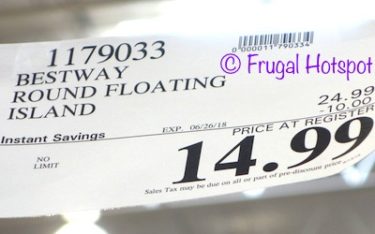 1179033
0000011790334
BESTWAY
© Frugal Hotspot
ROUND FLOATING
24.99
ISLAND
-10.00
Instant Savings
EXP. 06/26/18
PRICE AT REGISTER
NO
LIMIT
14.99
Sales Tax may be due on all or part of pre-discount price